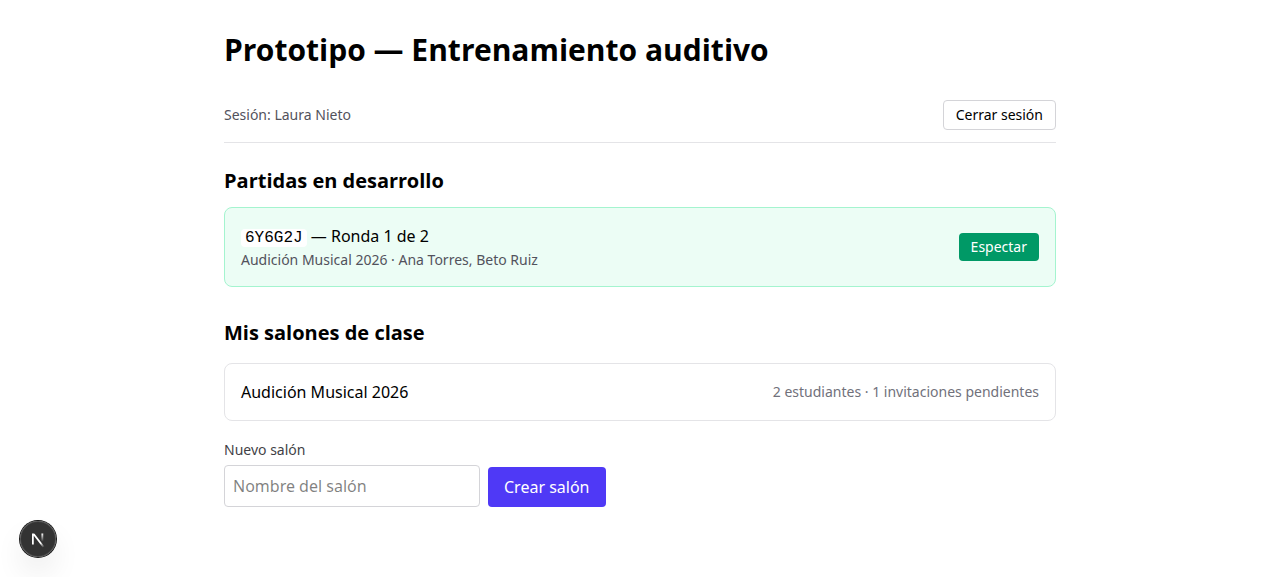 Prototipo — Entrenamiento auditivo
Sesión: Laura Nieto
Cerrar sesión
Partidas en desarrollo
6Y6G2J — Ronda 1 de 2
Audición Musical 2026 · Ana Torres, Beto Ruiz
Espectar
Mis salones de clase
Audición Musical 2026
2 estudiantes · 1 invitaciones pendientes
Nuevo salón
Nombre del salón
Crear salón
N